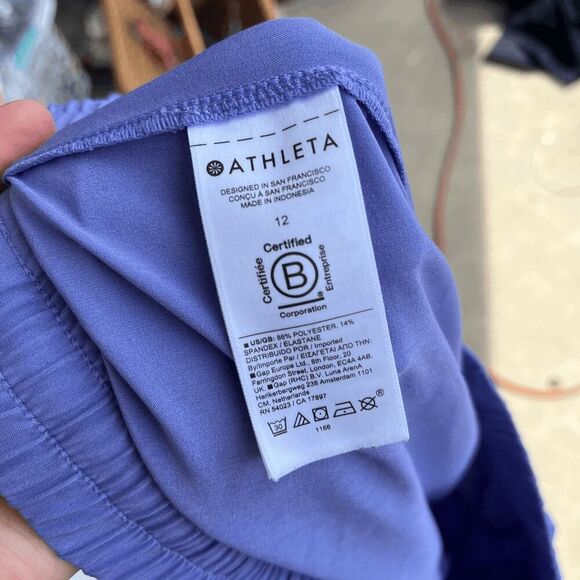 ATHLETA
DESIGNED IN SAN FRANCISCO
CONÇU À SAN FRANCISCO
MADE IN INDONESIA
12
Certified
Certifiée
B
Entreprise
Corporation
■ US/GB: 86% POLYESTER, 14%
SPANDEX / ELASTANE
DISTRIBUIDO POR / Imported
By/Importe Par / ΕΙΣΑΓΕΤΑΙ ΑΠΟ ΤΗΝ:
■ Gap Europe Ltd., 8th Floor, 20
Farringdon Street, London, EC4A 4AB,
UK. ■ Gap (RHC) B.V. Luna ArenA
Herikerbergweg 238 Amsterdam 1101
CM, Netherlands
RN 54023 / CA 17897
30
®
1166